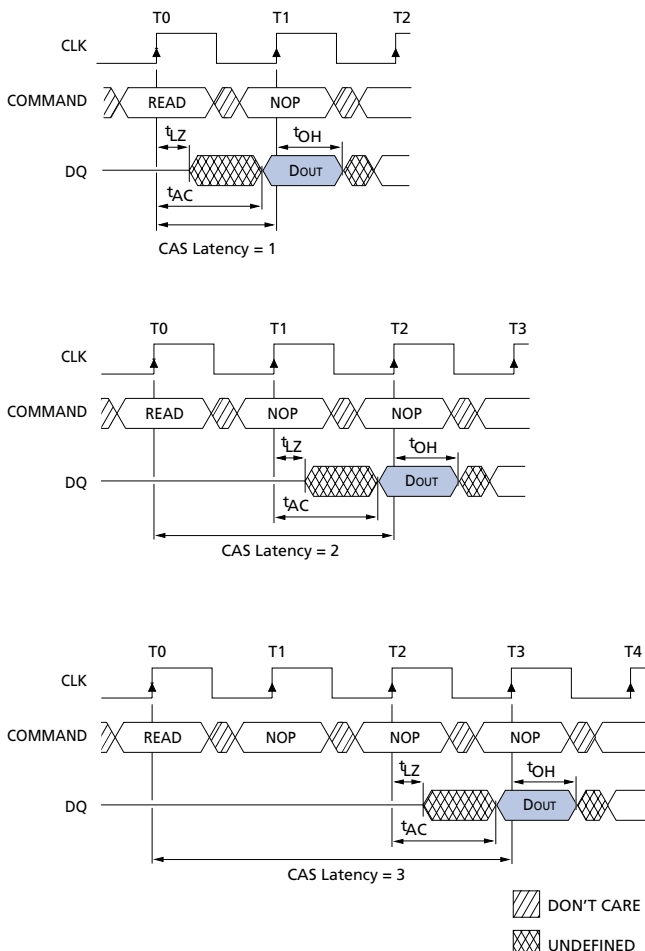 T0 T1 T2
CLK
COMMAND READ NOP
tLZ tOH
DQ DOUT
tAC
CAS Latency = 1
T0 T1 T2 T3
CLK
COMMAND READ NOP NOP
tLZ tOH
DQ DOUT
tAC
CAS Latency = 2
T0 T1 T2 T3 T4
CLK
COMMAND READ NOP NOP NOP
tLZ tOH
DQ DOUT
tAC
CAS Latency = 3
DON'T CARE
UNDEFINED